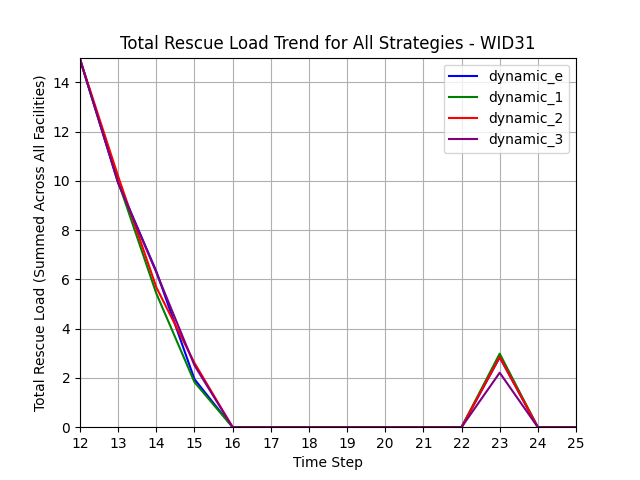 Total Rescue Load Trend for All Strategies - WID31
Total Rescue Load (Summed Across All Facilities)
14
12
10
8
6
4
2
0
dynamic_e
dynamic_1
dynamic_2
dynamic_3
12 13 14 15 16 17 18 19 20 21 22 23 24 25
Time Step